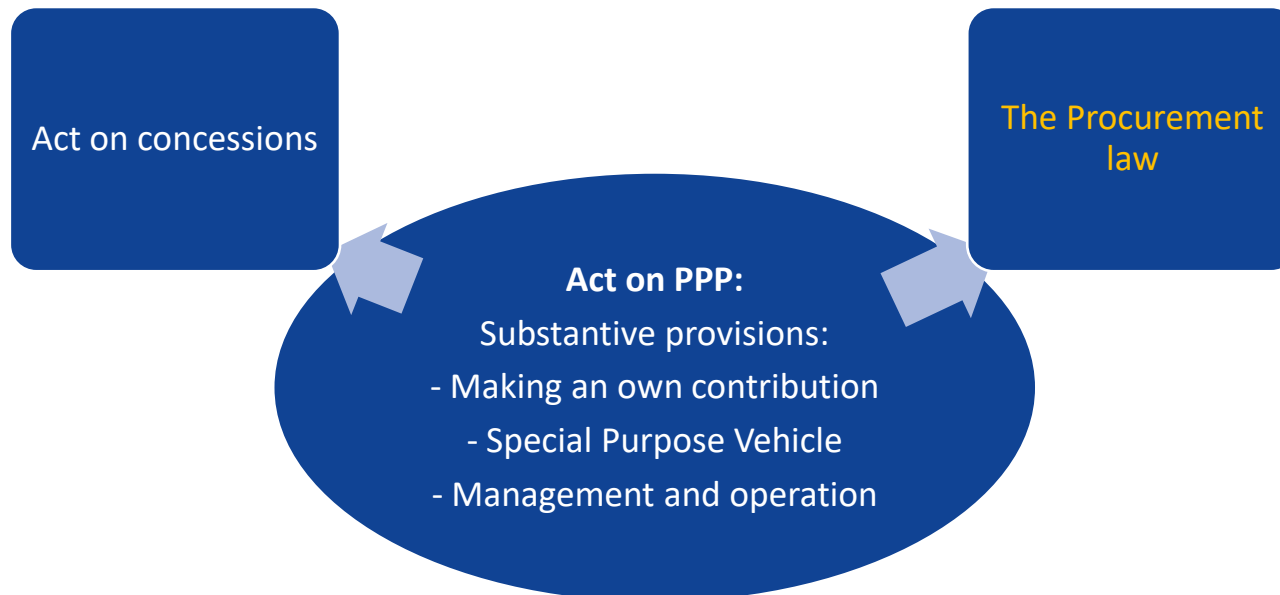 Act on concessions
The Procurement
law
Act on PPP:
Substantive provisions:
- Making an own contribution
- Special Purpose Vehicle
- Management and operation